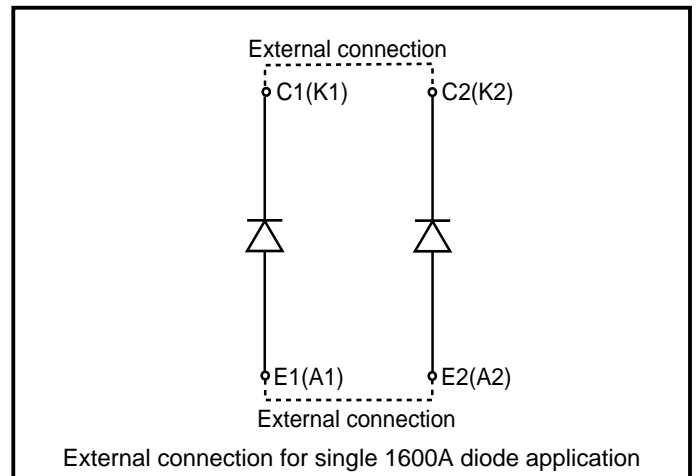 External connection
C1(K1) C2(K2)
E1(A1) E2(A2)
External connection
External connection for single 1600A diode application